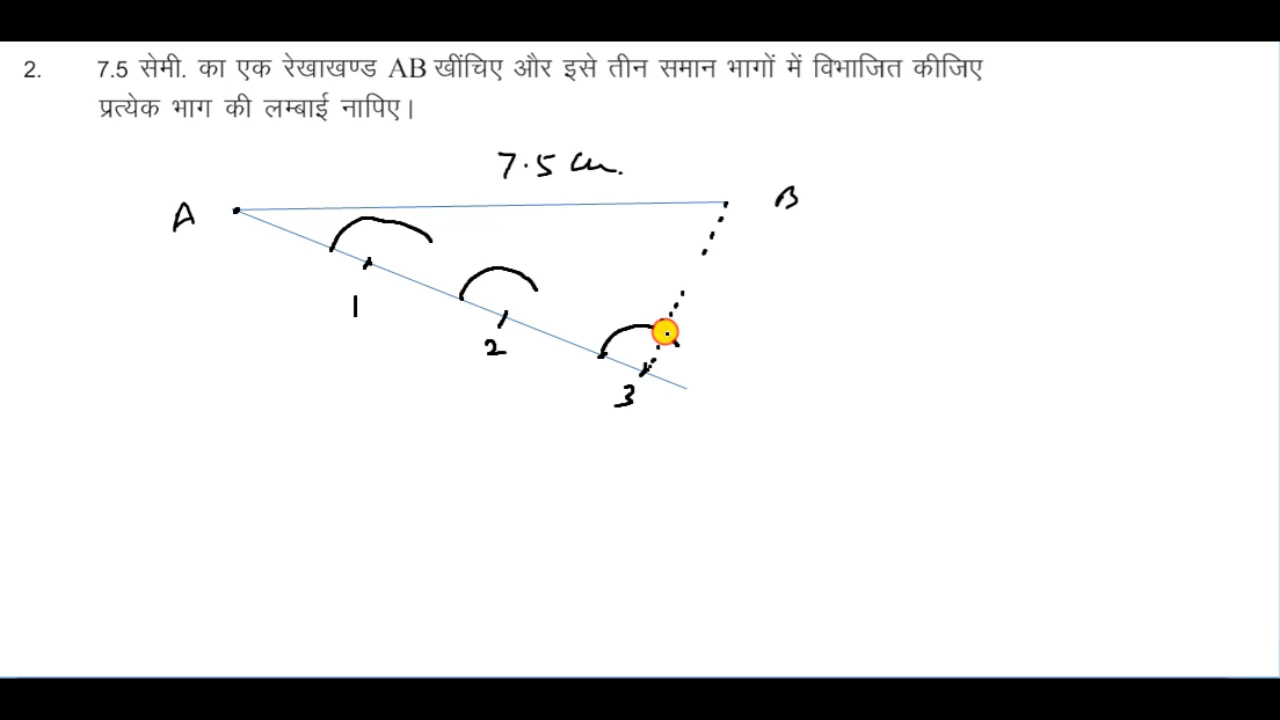 2. 7.5 सेमी. का एक रेखाखण्ड AB खींचिए और इसे तीन समान भागों में विभाजित कीजिए
प्रत्येक भाग की लम्बाई नापिए।
7.5 cm.
A B
1
2
3